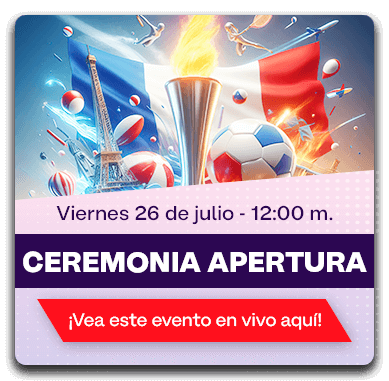 Viernes 26 de julio - 12:00 m.
CEREMONIA APERTURA
¡Vea este evento en vivo aquí!